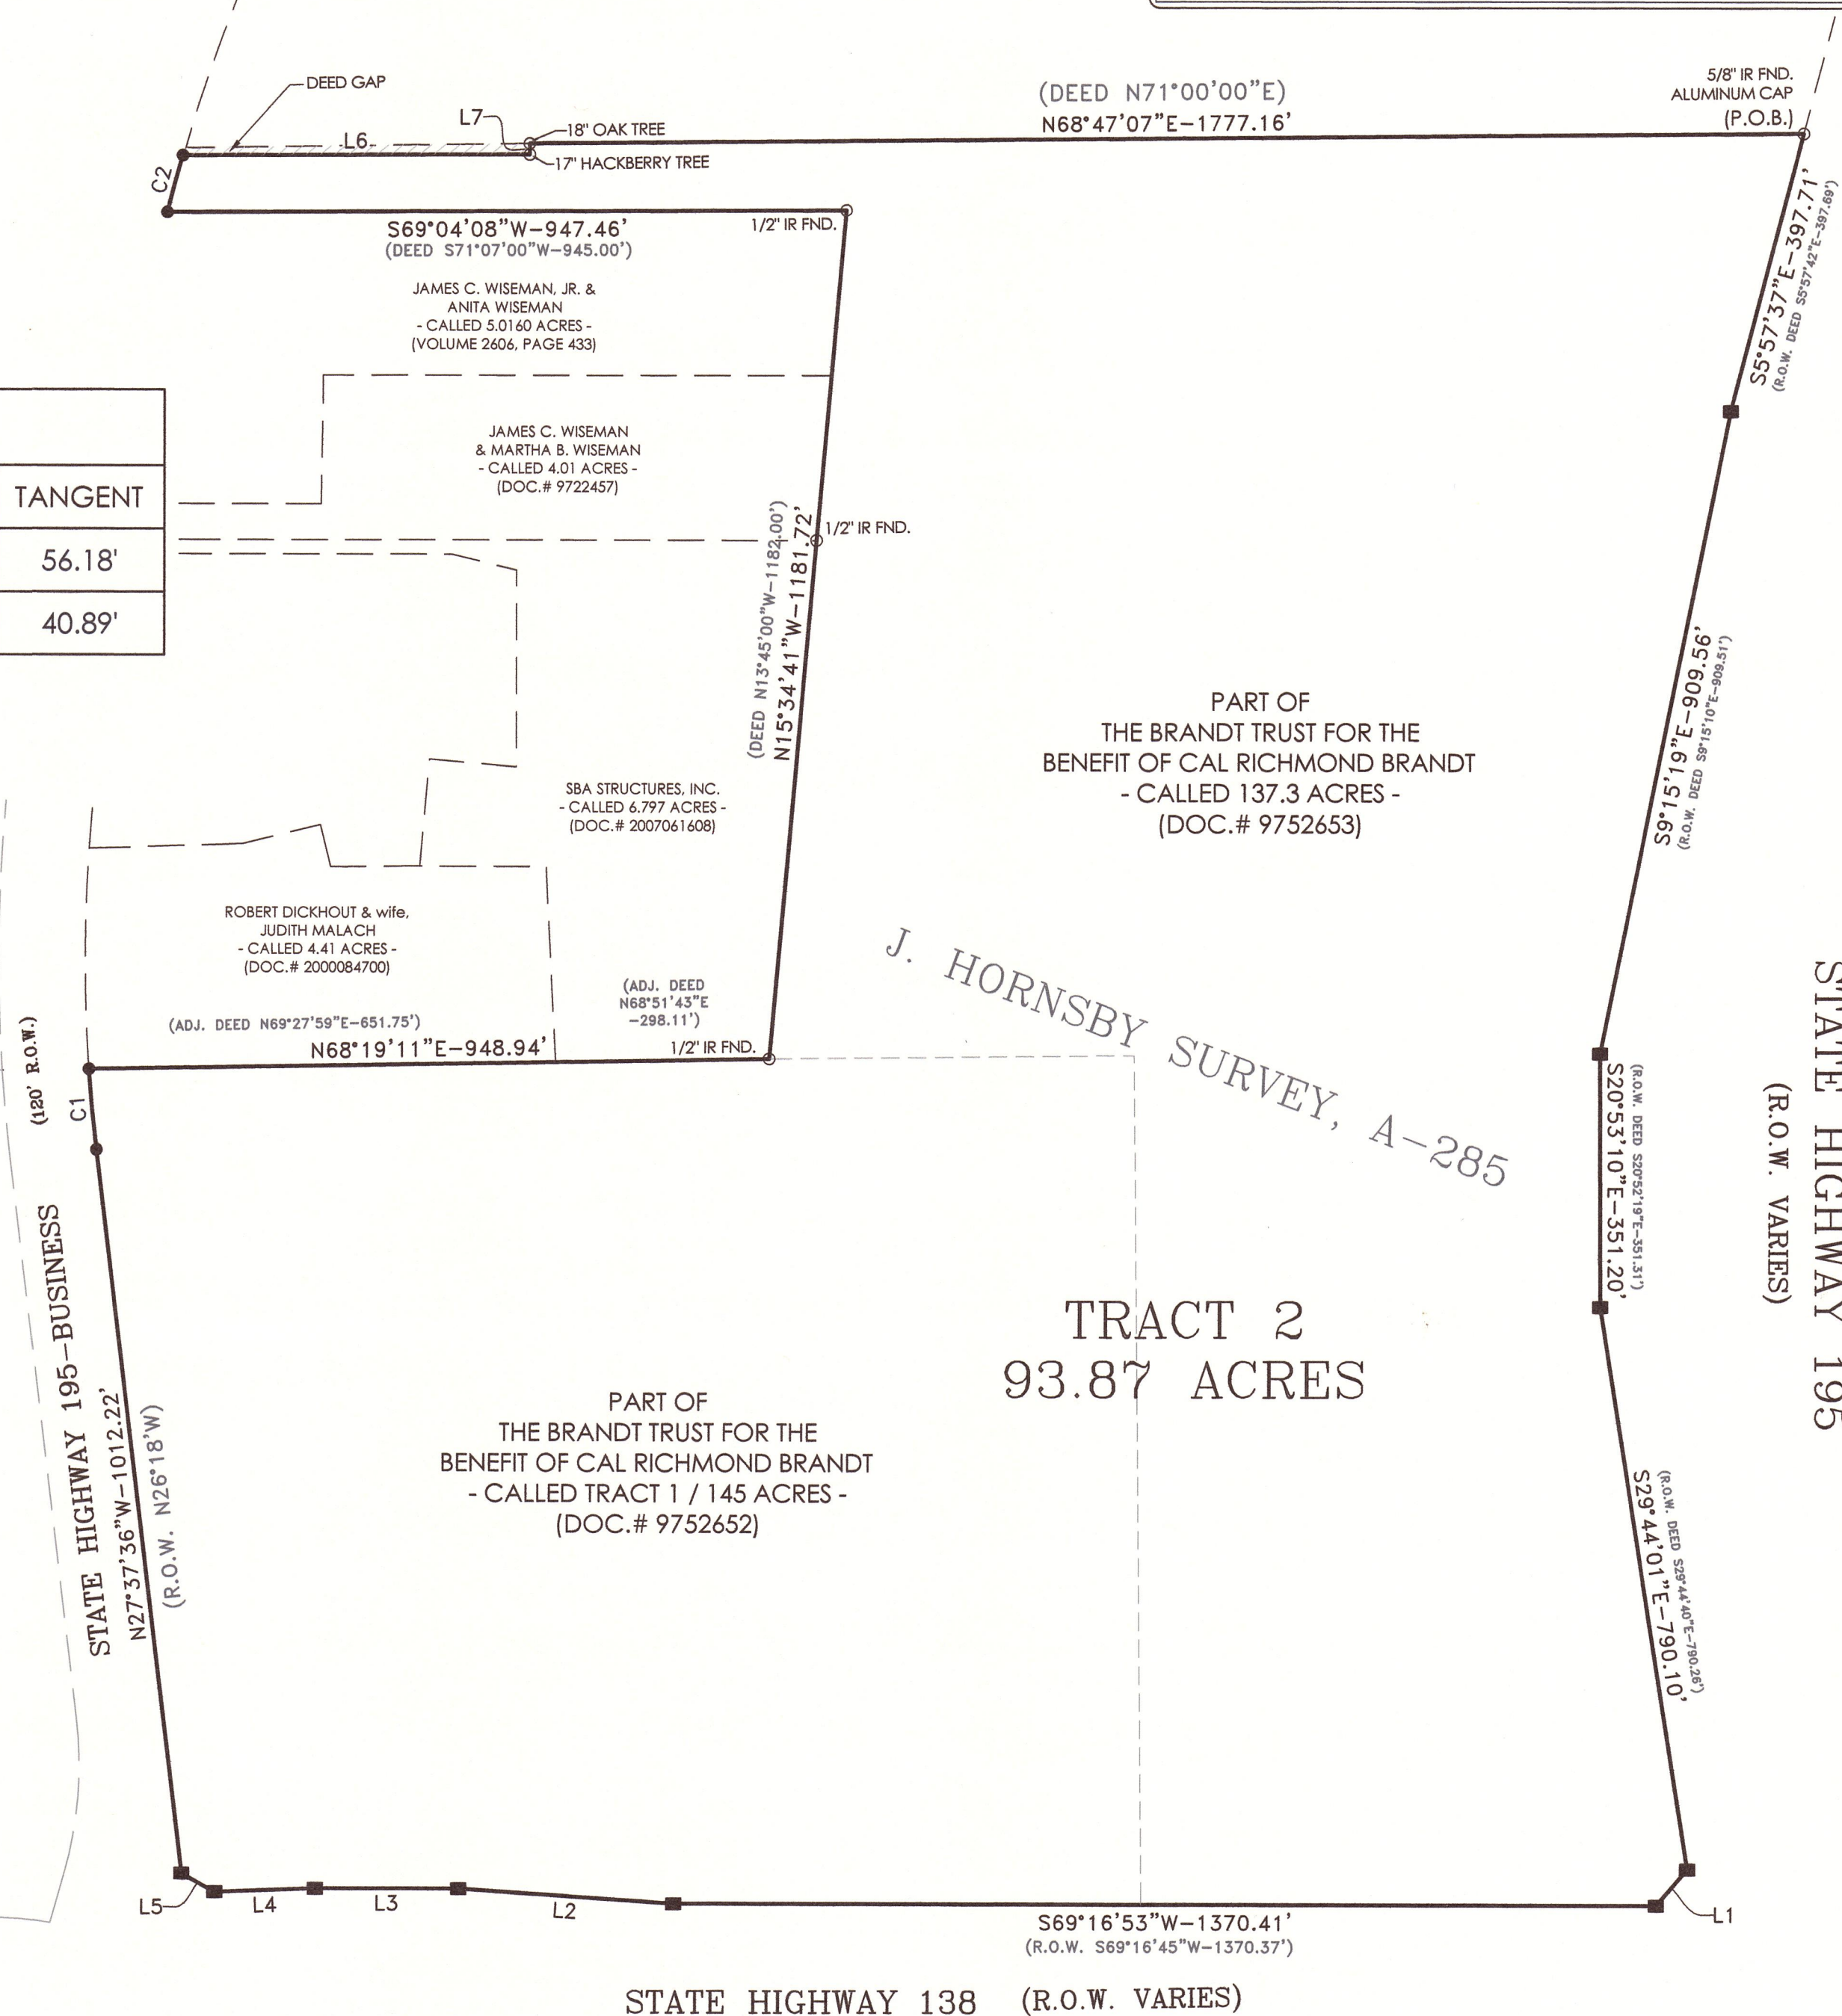 DEED GAP
L7
L6
18" OAK TREE
17" HACKBERRY TREE
(DEED N71°00'00"E)
N68°47'07"E-1777.16'
5/8" IR FND.
ALUMINUM CAP
(P.O.B.)
C2
S69°04'08"W-947.46'
(DEED S71°07'00"W-945.00')
1/2" IR FND.
JAMES C. WISEMAN, JR. &
ANITA WISEMAN
- CALLED 5.0160 ACRES -
(VOLUME 2606, PAGE 433)
S5°57'37"E-397.71'
(R.O.W. DEED S5°57'42"E-397.69')
TANGENT
56.18'
40.89'
JAMES C. WISEMAN
& MARTHA B. WISEMAN
- CALLED 4.01 ACRES -
(DOC.# 9722457)
1/2" IR FND.
(DEED N13°45'00"W-1182.00')
N15°34'41"W-1181.72'
PART OF
THE BRANDT TRUST FOR THE
BENEFIT OF CAL RICHMOND BRANDT
- CALLED 137.3 ACRES -
(DOC.# 9752653)
S9°15'19"E-909.56'
(R.O.W. DEED S9°15'10"E-909.51')
SBA STRUCTURES, INC.
- CALLED 6.797 ACRES -
(DOC.# 2007061608)
ROBERT DICKHOUT & wife,
JUDITH MALACH
- CALLED 4.41 ACRES -
(DOC.# 2000084700)
(ADJ. DEED
N68°51'43"E
-298.11')
(ADJ. DEED N69°27'59"E-651.75')
N68°19'11"E-948.94'
1/2" IR FND.
J. HORNSBY SURVEY, A-285
(120' R.O.W.)
C1
STATE HIGHWAY 195-BUSINESS
N27°37'36"W-1012.22'
(R.O.W. N26°18'W)
(R.O.W. DEED S20°52'19"E-351.31')
S20°53'10"E-351.20'
STATE HIGHWAY 195
(R.O.W. VARIES)
TRACT 2
93.87 ACRES
PART OF
THE BRANDT TRUST FOR THE
BENEFIT OF CAL RICHMOND BRANDT
- CALLED TRACT 1 / 145 ACRES -
(DOC.# 9752652)
(R.O.W. DEED S29°44'40"E-790.26')
S29°44'01"E-790.10'
L5
L4
L3
L2
L1
S69°16'53"W-1370.41'
(R.O.W. S69°16'45"W-1370.37')
STATE HIGHWAY 138 (R.O.W. VARIES)